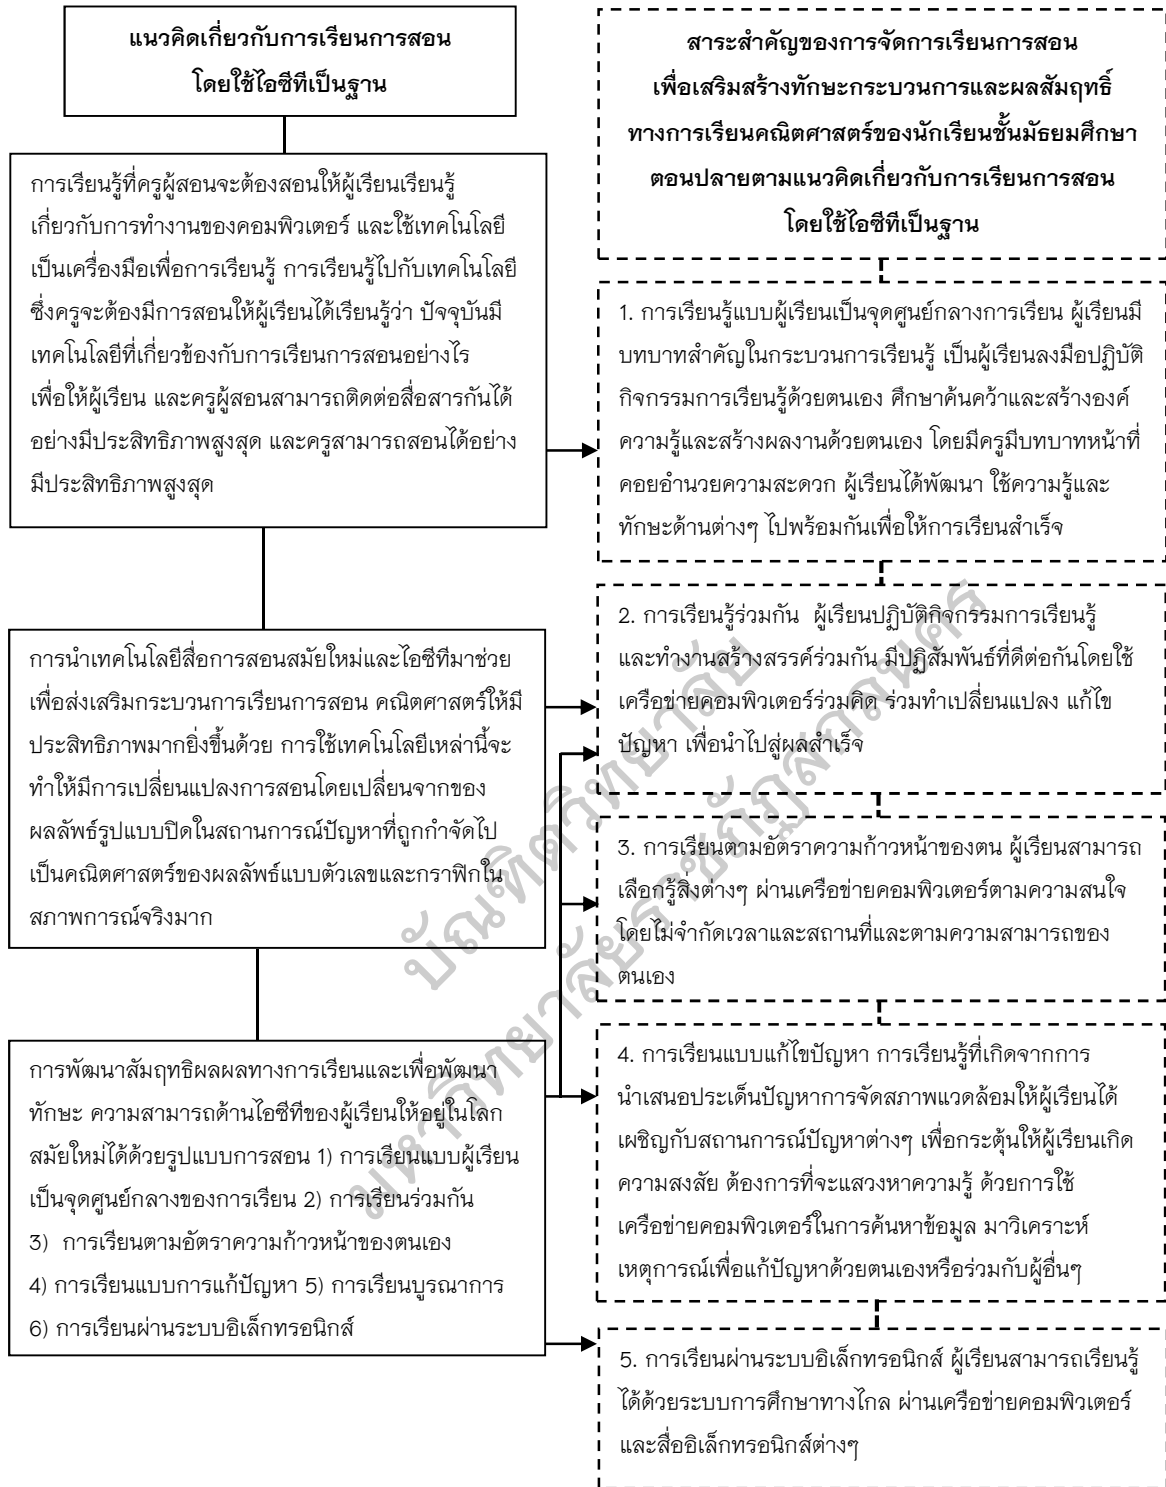 แนวคิดเกี่ยวกับการเรียนการสอน
โดยใช้ไอซีทีเป็นฐาน
การเรียนรู้ที่ครูผู้สอนจะต้องสอนให้ผู้เรียนเรียนรู้
เกี่ยวกับการทำงานของคอมพิวเตอร์ และใช้เทคโนโลยี
เป็นเครื่องมือเพื่อการเรียนรู้ การเรียนรู้ไปกับเทคโนโลยี
ซึ่งครูจะต้องมีการสอนให้ผู้เรียนได้เรียนรู้ว่า ปัจจุบันมี
เทคโนโลยีที่เกี่ยวข้องกับการเรียนการสอนอย่างไร
เพื่อให้ผู้เรียน และครูผู้สอนสามารถติดต่อสื่อสารกันได้
อย่างมีประสิทธิภาพสูงสุด และครูสามารถสอนได้อย่าง
มีประสิทธิภาพสูงสุด
การนำเทคโนโลยีสื่อการสอนสมัยใหม่และไอซีทีมาช่วย
เพื่อส่งเสริมกระบวนการเรียนการสอน คณิตศาสตร์ให้มี
ประสิทธิภาพมากยิ่งขึ้นด้วย การใช้เทคโนโลยีเหล่านี้จะ
ทำให้มีการเปลี่ยนแปลงการสอนโดยเปลี่ยนจากของ
ผลลัพธ์รูปแบบปิดในสถานการณ์ปัญหาที่ถูกกำจัดไป
เป็นคณิตศาสตร์ของผลลัพธ์แบบตัวเลขและกราฟิกใน
สภาพการณ์จริงมาก
การพัฒนาสัมฤทธิผลผลทางการเรียนและเพื่อพัฒนา
ทักษะ ความสามารถด้านไอซีทีของผู้เรียนให้อยู่ในโลก
สมัยใหม่ได้ด้วยรูปแบบการสอน 1) การเรียนแบบผู้เรียน
เป็นจุดศูนย์กลางของการเรียน 2) การเรียนร่วมกัน
3) การเรียนตามอัตราความก้าวหน้าของตนเอง
4) การเรียนแบบการแก้ปัญหา 5) การเรียนบูรณาการ
6) การเรียนผ่านระบบอิเล็กทรอนิกส์
สาระสำคัญของการจัดการเรียนการสอน
เพื่อเสริมสร้างทักษะกระบวนการและผลสัมฤทธิ์
ทางการเรียนคณิตศาสตร์ของนักเรียนชั้นมัธยมศึกษา
ตอนปลายตามแนวคิดเกี่ยวกับการเรียนการสอน
โดยใช้ไอซีทีเป็นฐาน
1. การเรียนรู้แบบผู้เรียนเป็นจุดศูนย์กลางการเรียน ผู้เรียนมี
บทบาทสำคัญในกระบวนการเรียนรู้ เป็นผู้เรียนลงมือปฏิบัติ
กิจกรรมการเรียนรู้ด้วยตนเอง ศึกษาค้นคว้าและสร้างองค์
ความรู้และสร้างผลงานด้วยตนเอง โดยมีครูมีบทบาทหน้าที่
คอยอำนวยความสะดวก ผู้เรียนได้พัฒนา ใช้ความรู้และ
ทักษะด้านต่างๆ ไปพร้อมกันเพื่อให้การเรียนสำเร็จ
2. การเรียนรู้ร่วมกัน ผู้เรียนปฏิบัติกิจกรรมการเรียนรู้
และทำงานสร้างสรรค์ร่วมกัน มีปฏิสัมพันธ์ที่ดีต่อกันโดยใช้
เครือข่ายคอมพิวเตอร์ร่วมคิด ร่วมทำเปลี่ยนแปลง แก้ไข
ปัญหา เพื่อนำไปสู่ผลสำเร็จ
3. การเรียนตามอัตราความก้าวหน้าของตน ผู้เรียนสามารถ
เลือกรู้สิ่งต่างๆ ผ่านเครือข่ายคอมพิวเตอร์ตามความสนใจ
โดยไม่จำกัดเวลาและสถานที่และตามความสามารถของ
ตนเอง
4. การเรียนแบบแก้ไขปัญหา การเรียนรู้ที่เกิดจากการ
นำเสนอประเด็นปัญหาการจัดสภาพแวดล้อมให้ผู้เรียนได้
เผชิญกับสถานการณ์ปัญหาต่างๆ เพื่อกระตุ้นให้ผู้เรียนเกิด
ความสงสัย ต้องการที่จะแสวงหาความรู้ ด้วยการใช้
เครือข่ายคอมพิวเตอร์ในการค้นหาข้อมูล มาวิเคราะห์
เหตุการณ์เพื่อแก้ปัญหาด้วยตนเองหรือร่วมกับผู้อื่นๆ
5. การเรียนผ่านระบบอิเล็กทรอนิกส์ ผู้เรียนสามารถเรียนรู้
ได้ด้วยระบบการศึกษาทางไกล ผ่านเครือข่ายคอมพิวเตอร์
และสื่ออิเล็กทรอนิกส์ต่างๆ
บัณฑิตวิทยาลัย
มหาวิทยาลัยราชภัฏสกลนคร